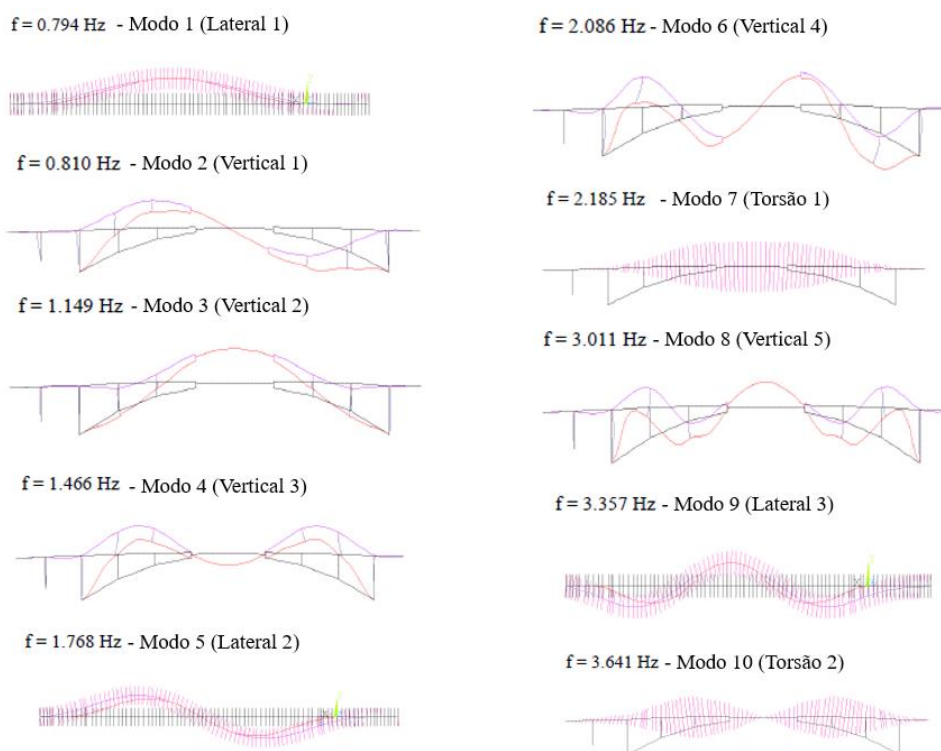 f = 0.794 Hz - Modo 1 (Lateral 1)
f = 0.810 Hz - Modo 2 (Vertical 1)
f = 1.149 Hz - Modo 3 (Vertical 2)
f = 1.466 Hz - Modo 4 (Vertical 3)
f = 1.768 Hz - Modo 5 (Lateral 2)
f = 2.086 Hz - Modo 6 (Vertical 4)
f = 2.185 Hz - Modo 7 (Torsão 1)
f = 3.011 Hz - Modo 8 (Vertical 5)
f = 3.357 Hz - Modo 9 (Lateral 3)
f = 3.641 Hz - Modo 10 (Torsão 2)